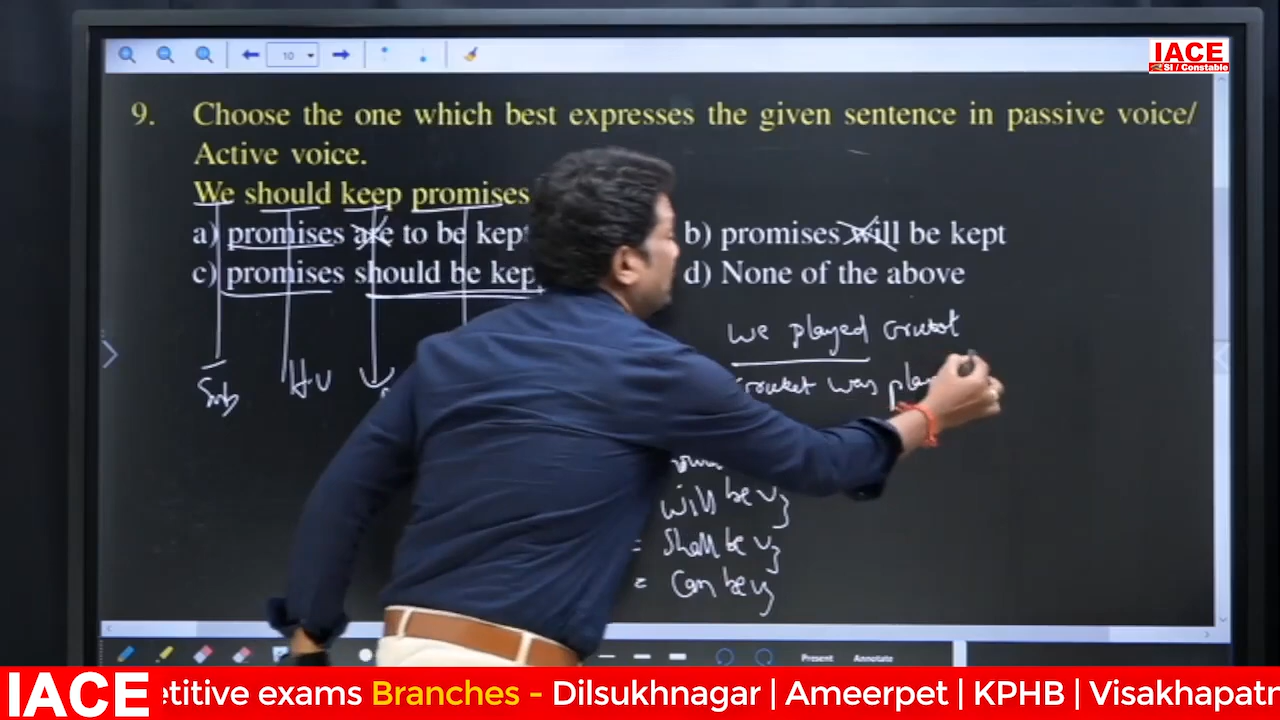 IACE
SI / Constable
10
9. Choose the one which best expresses the given sentence in passive voice/
Active voice.
We should keep promises
a) promises are to be kept
b) promises will be kept
c) promises should be kep
d) None of the above
We played cricket
cricket was play
Sub
HV
will be V3
= Shall be V3
= Can be V3
Present
Annotate
IACE
etitive exams Branches - Dilsukhnagar | Ameerpet | KPHB | Visakhapatn